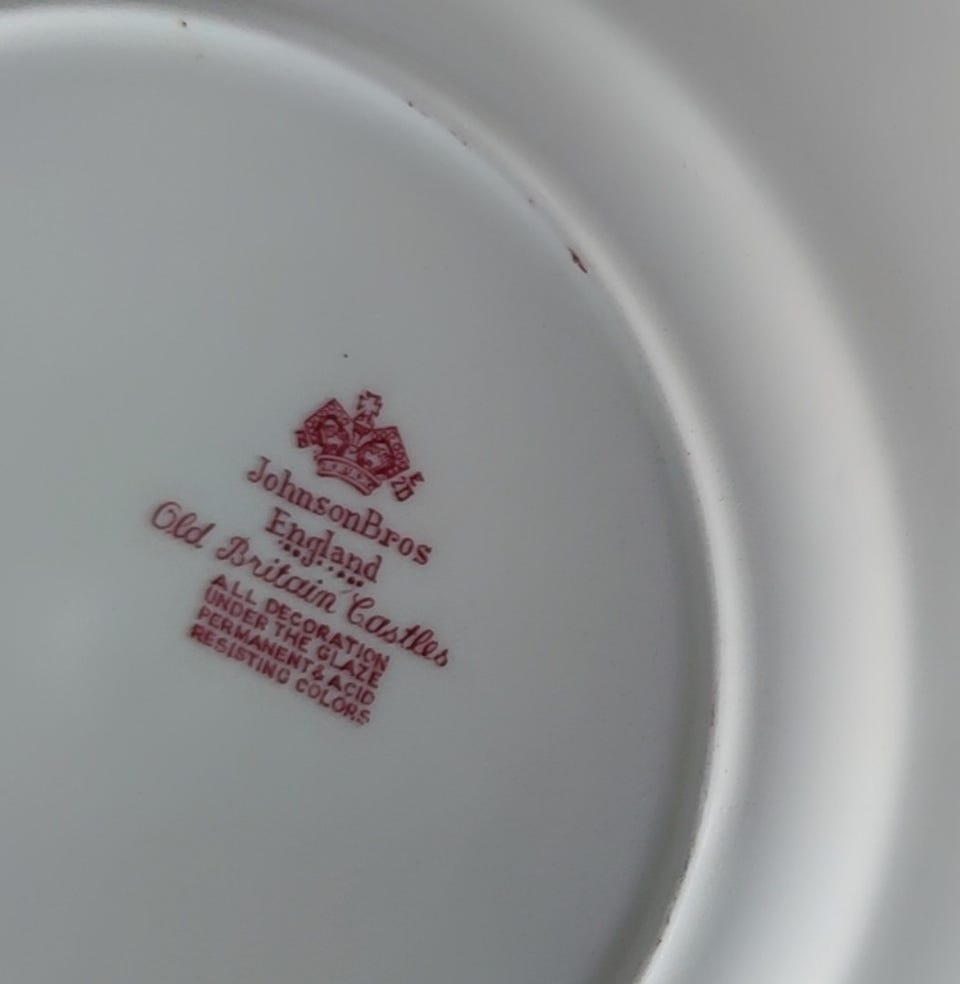 JohnsonBros
England
Old Britain Castles
ALL DECORATION
UNDER THE GLAZE
PERMANENT & ACID
RESISTING COLORS